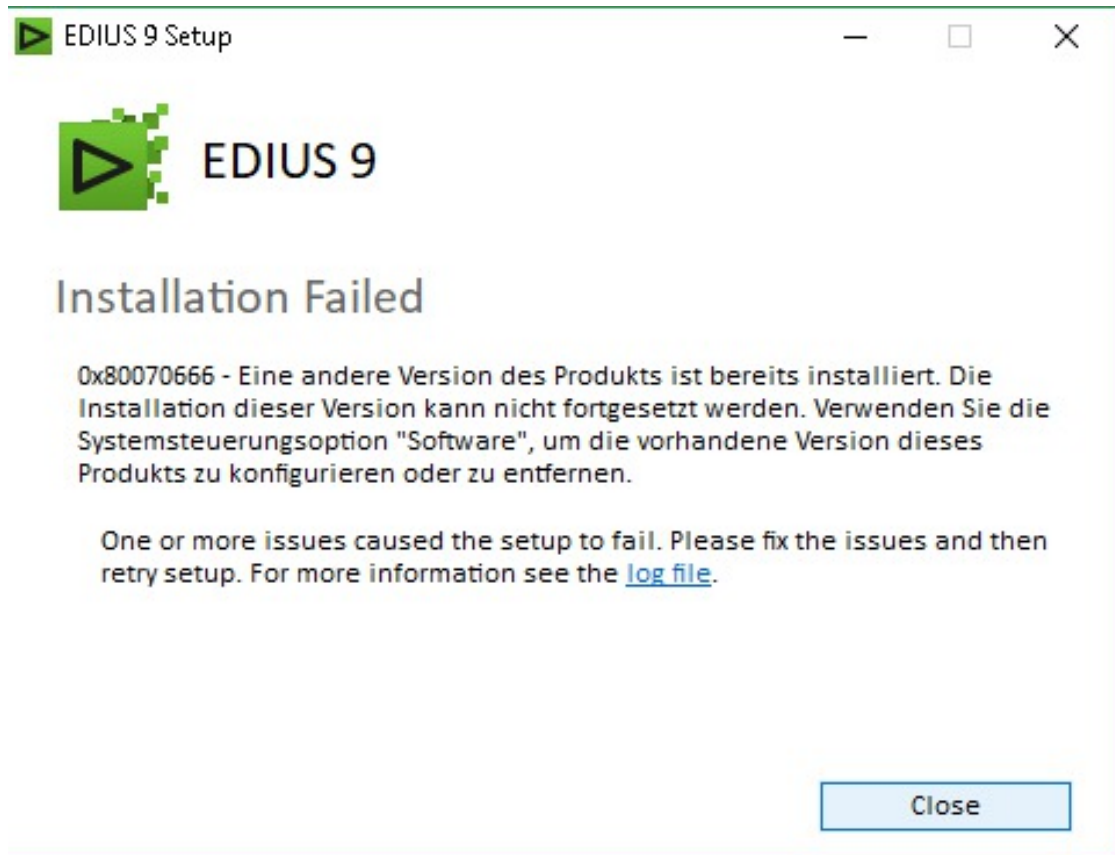 EDIUS 9 Setup
EDIUS 9
Installation Failed
0x80070666 - Eine andere Version des Produkts ist bereits installiert. Die
Installation dieser Version kann nicht fortgesetzt werden. Verwenden Sie die
Systemsteuerungsoption "Software", um die vorhandene Version dieses
Produkts zu konfigurieren oder zu entfernen.
One or more issues caused the setup to fail. Please fix the issues and then
retry setup. For more information see the log file.
Close